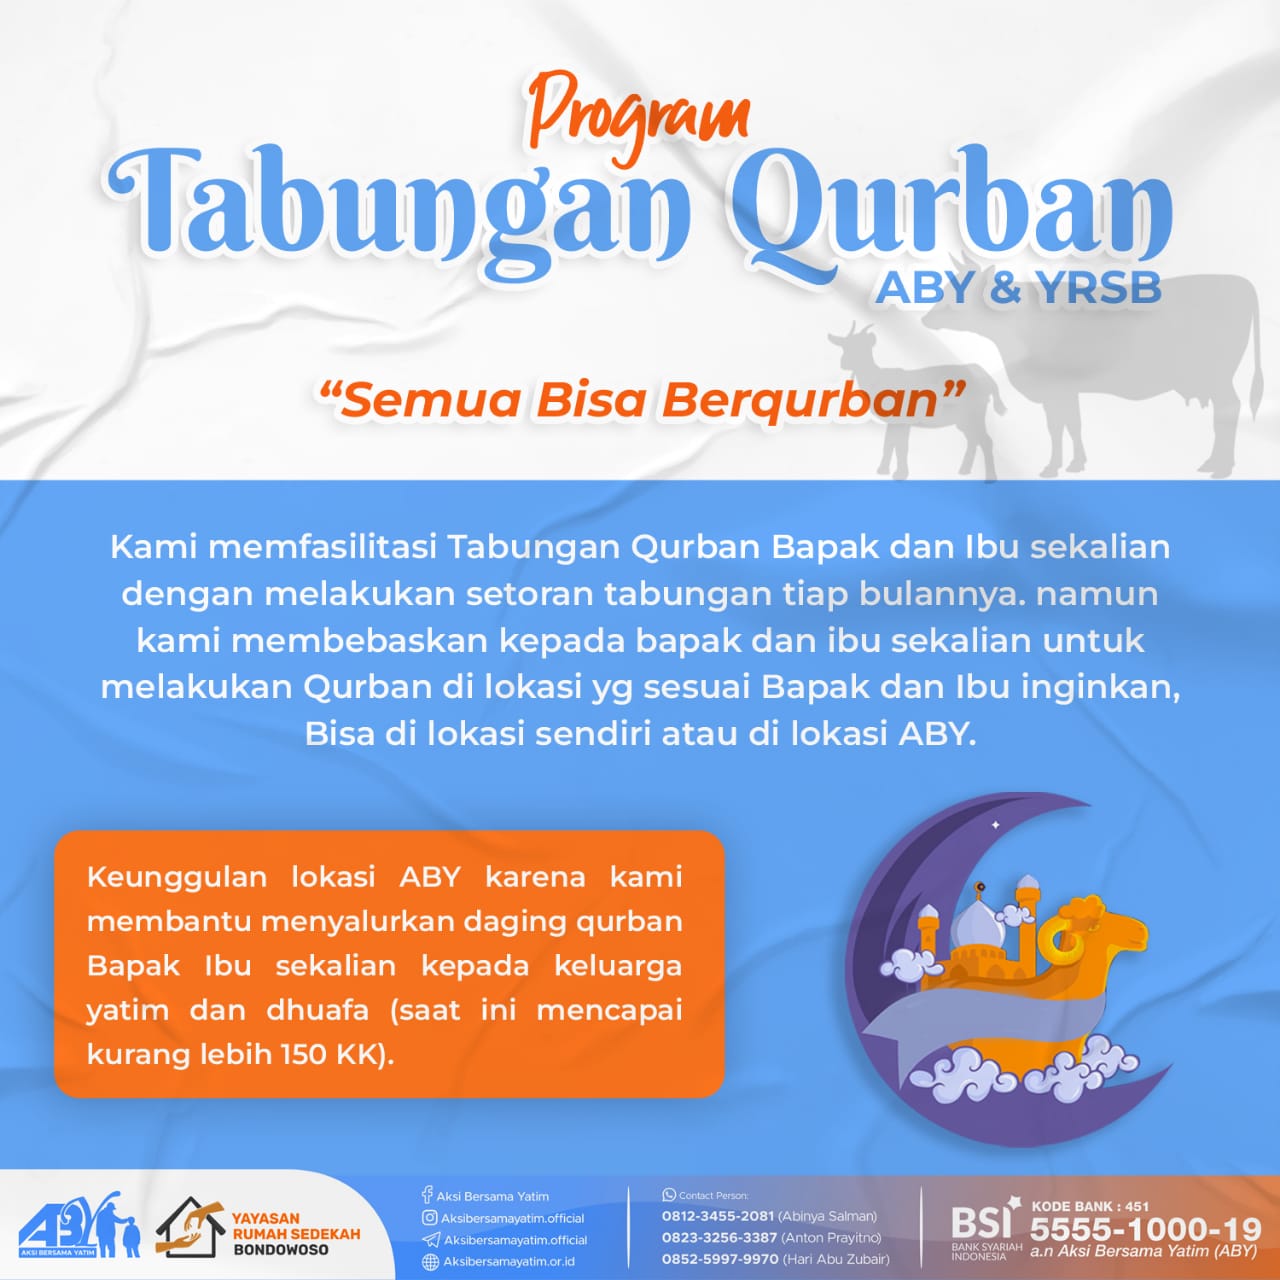 Program
Tabungan Qurban
ABY & YRSB
“Semua Bisa Berqurban”
Kami memfasilitasi Tabungan Qurban Bapak dan Ibu sekalian
dengan melakukan setoran tabungan tiap bulannya. namun
kami membebaskan kepada bapak dan ibu sekalian untuk
melakukan Qurban di lokasi yg sesuai Bapak dan Ibu inginkan,
Bisa di lokasi sendiri atau di lokasi ABY.
Keunggulan lokasi ABY karena kami
membantu menyalurkan daging qurban
Bapak Ibu sekalian kepada keluarga
yatim dan dhuafa (saat ini mencapai
kurang lebih 150 KK).
ABY
AKSI BERSAMA YATIM
YAYASAN
RUMAH SEDEKAH
BONDOWOSO
Aksi Bersama Yatim
Aksibersamayatim.official
Aksibersamayatim.official
Aksibersamayatim.or.id
Contact Person:
0812-3455-2081 (Abinya Salman)
0823-3256-3387 (Anton Prayitno)
0852-5997-9970 (Hari Abu Zubair)
BSI
BANK SYARIAH
INDONESIA
KODE BANK : 451
5555-1000-19
a.n Aksi Bersama Yatim (ABY)